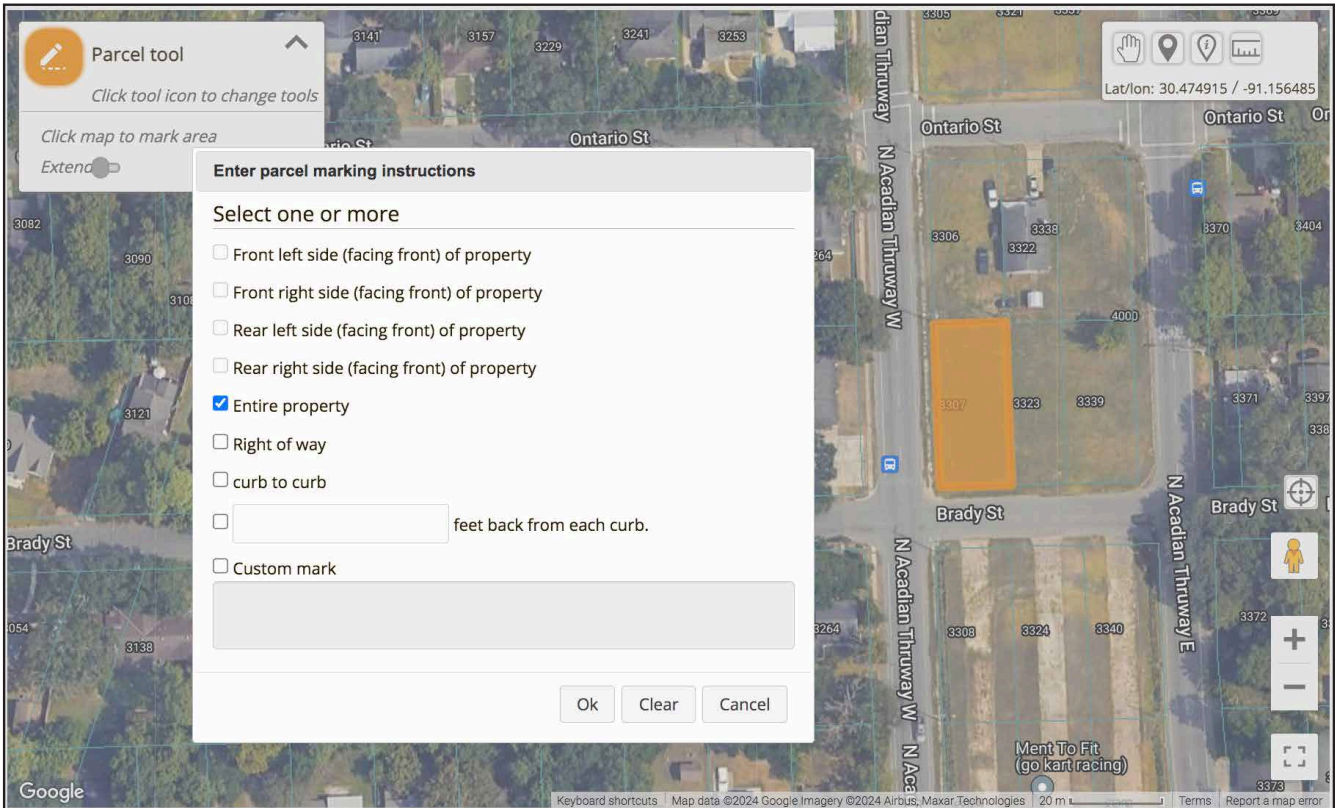 Parcel tool
Click tool icon to change tools
Click map to mark area
Extend
3141
3157
3229
3241
3253
3305
3321
Lat/lon: 30.474915 / -91.156485
Ontario St
Ontario St
Ontario St
dian Thruway
N Acadian Thruway W
3082
3090
3121
Brady St
3138
Enter parcel marking instructions
Select one or more
Front left side (facing front) of property
Front right side (facing front) of property
Rear left side (facing front) of property
Rear right side (facing front) of property
Entire property
Right of way
curb to curb
feet back from each curb.
Custom mark
Ok
Clear
Cancel
3306
3338
3322
3370
3404
4000
3307
3323
3339
3371
3397
Brady St
Brady St
N Acadian Thruway E
N Acadian Thruway W
N Aca
3264
3308
3324
3340
3372
3373
Ment To Fit
(go kart racing)
Google
Keyboard shortcuts
Map data ©2024 Google Imagery ©2024 Airbus, Maxar Technologies
20 m
Terms
Report a map error